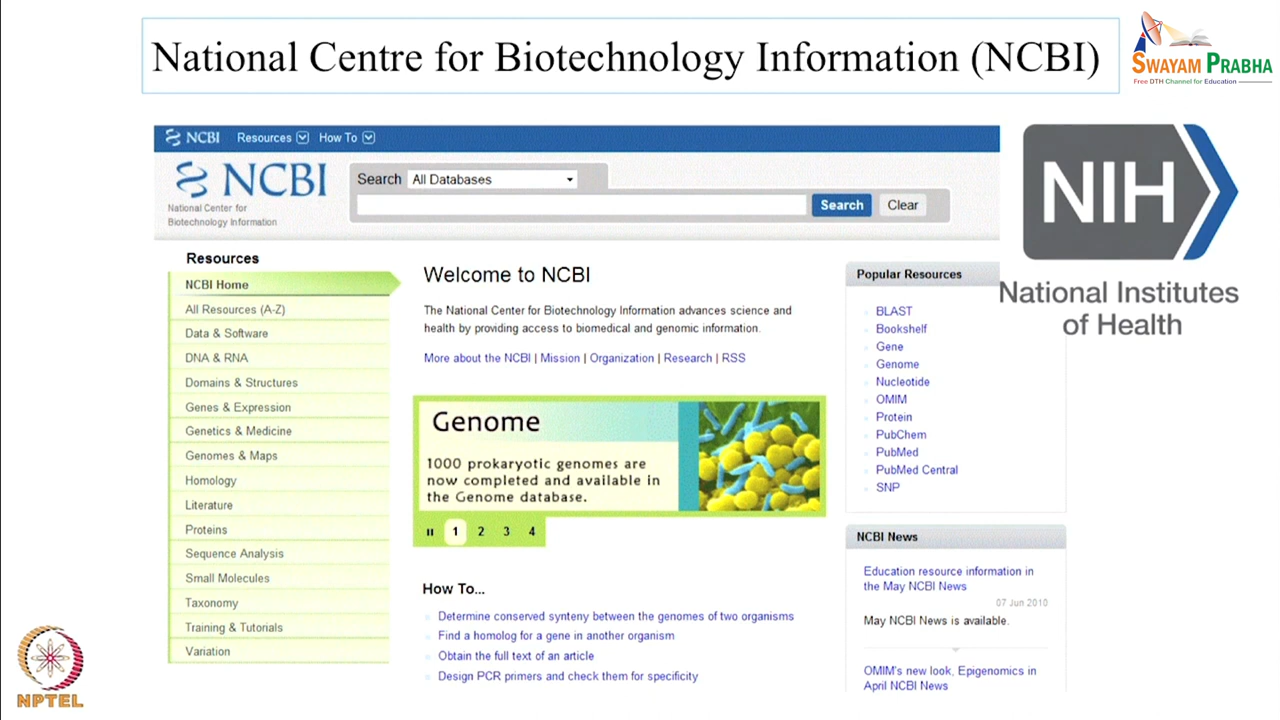 National Centre for Biotechnology Information (NCBI)
SWAYAM PRABHA
Free DTH Channel for Education
NCBI Resources How To
NCBI
National Center for
Biotechnology Information
Search All Databases
Search Clear
NIH
National Institutes
of Health
Resources
NCBI Home
All Resources (A-Z)
Data & Software
DNA & RNA
Domains & Structures
Genes & Expression
Genetics & Medicine
Genomes & Maps
Homology
Literature
Proteins
Sequence Analysis
Small Molecules
Taxonomy
Training & Tutorials
Variation
Welcome to NCBI
The National Center for Biotechnology Information advances science and
health by providing access to biomedical and genomic information.
More about the NCBI | Mission | Organization | Research | RSS
Genome
1000 prokaryotic genomes are
now completed and available in
the Genome database.
1 2 3 4
How To...
Determine conserved synteny between the genomes of two organisms
Find a homolog for a gene in another organism
Obtain the full text of an article
Design PCR primers and check them for specificity
Popular Resources
BLAST
Bookshelf
Gene
Genome
Nucleotide
OMIM
Protein
PubChem
PubMed
PubMed Central
SNP
NCBI News
Education resource information in
the May NCBI News
07 Jun 2010
May NCBI News is available.
OMIM's new look, Epigenomics in
April NCBI News
NPTEL